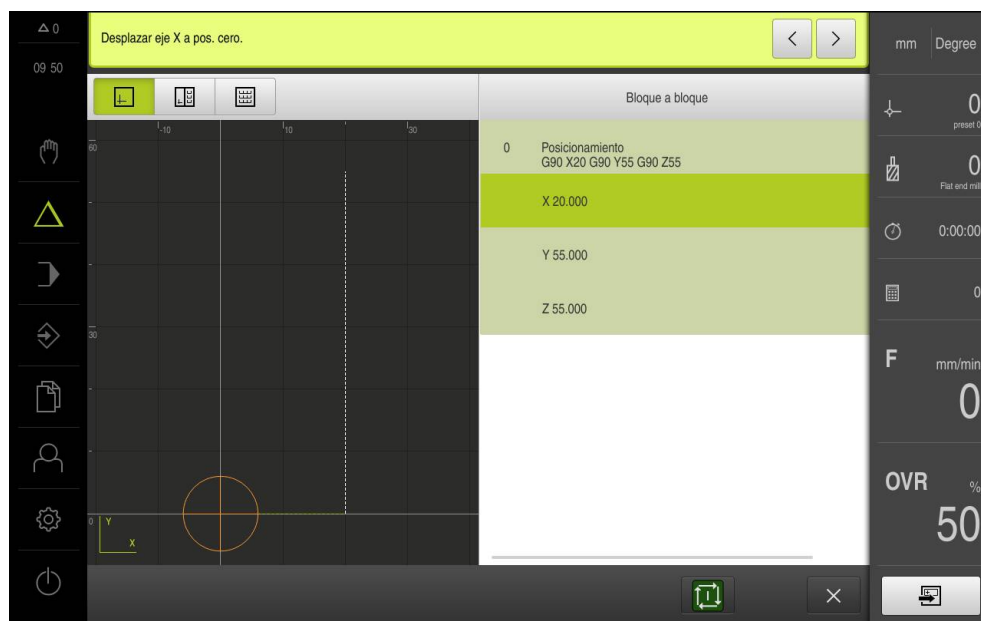 0
09 50
Desplazar eje X a pos. cero.
Bloque a bloque
0 Posicionamiento
G90 X20 G90 Y55 G90 Z55
X 20.000
Y 55.000
Z 55.000
-10 10 30
60
30
0
Y
X
mm Degree
0
preset 0
0
Flat end mill
0:00:00
0
F mm/min
0
OVR %
50